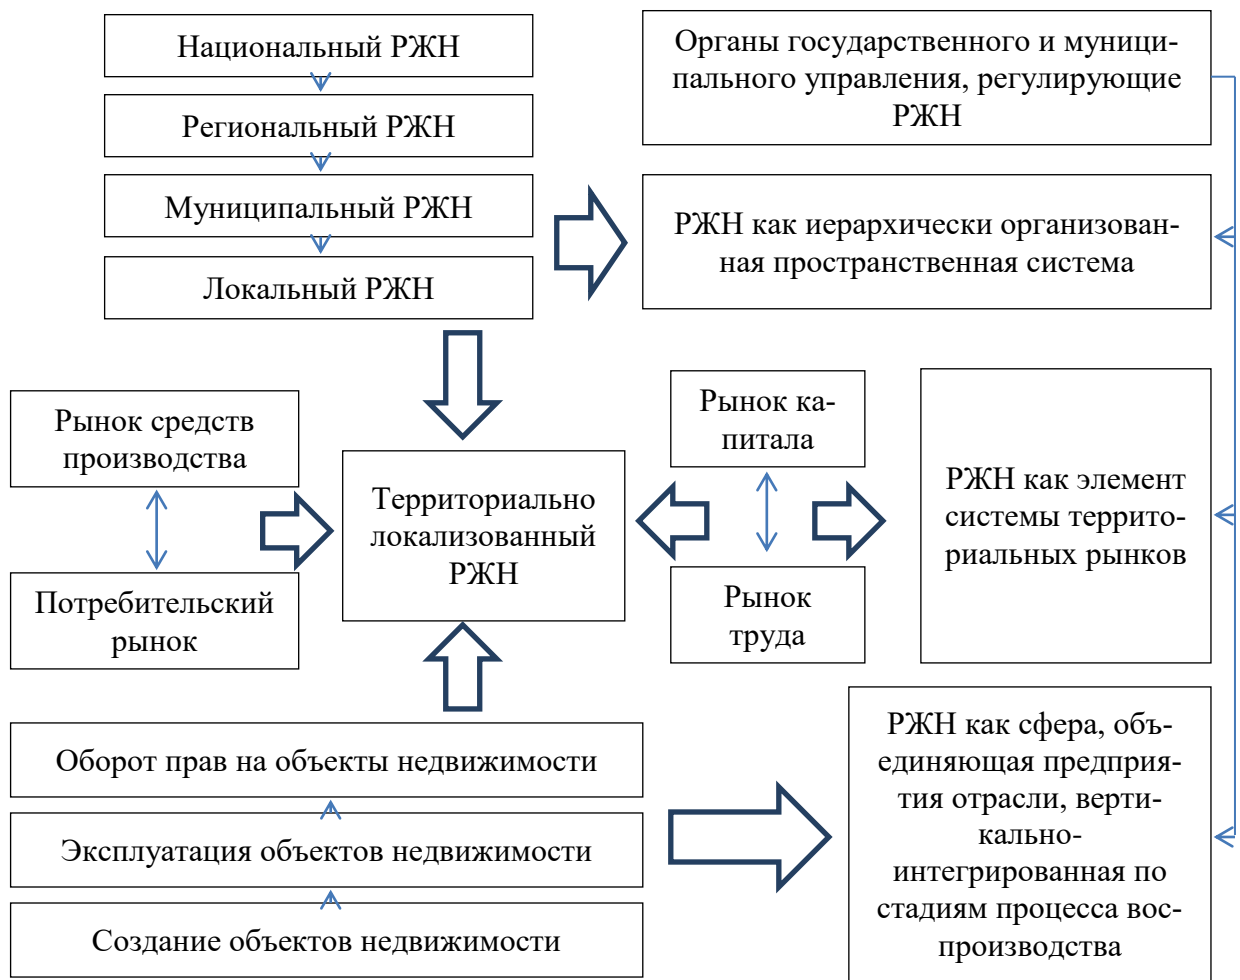 Национальный РЖН
Региональный РЖН
Муниципальный РЖН
Локальный РЖН
Органы государственного и муници-
пального управления, регулирующие
РЖН
РЖН как иерархически организован-
ная пространственная система
Рынок средств
производства
Потребительский
рынок
Территориально
локализованный
РЖН
Рынок ка-
питала
Рынок
труда
РЖН как элемент
системы террито-
риальных рынков
Оборот прав на объекты недвижимости
Эксплуатация объектов недвижимости
Создание объектов недвижимости
РЖН как сфера, объ-
единяющая предприя-
тия отрасли, верти-
кально-
интегрированная по
стадиям процесса вос-
производства